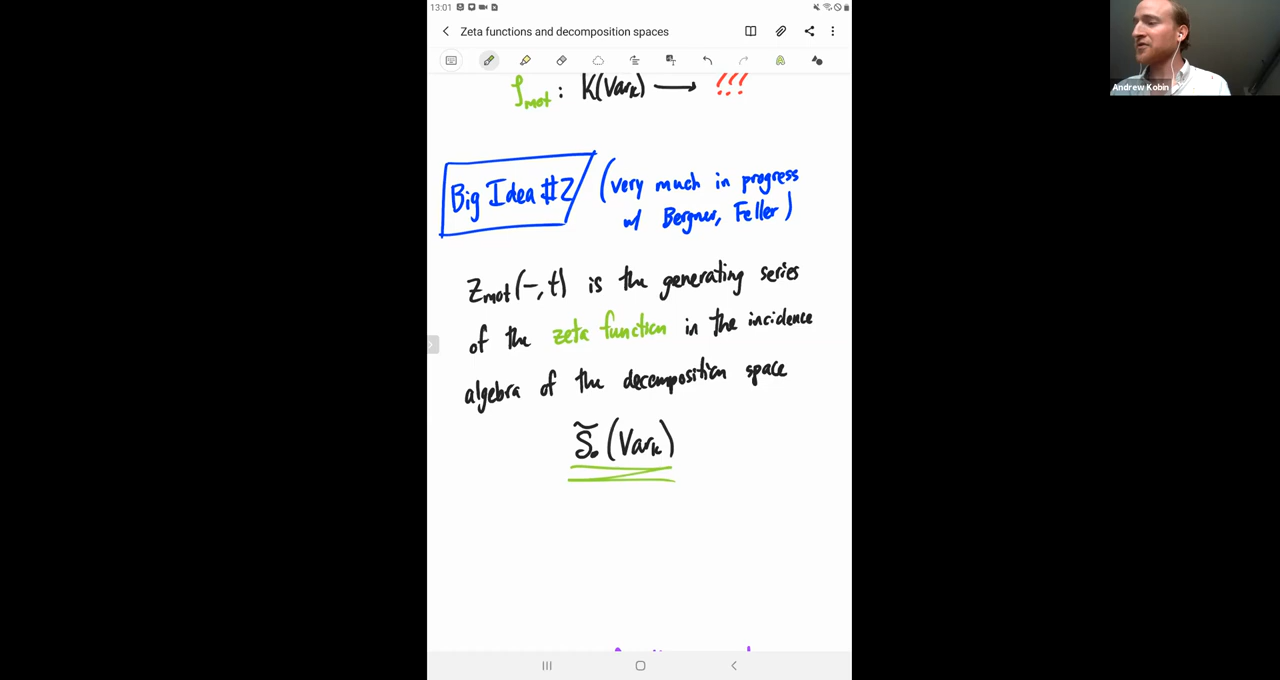 13:01
Zeta functions and decomposition spaces
Andrew Kobin
ζmot : K(Vark) → ???
Big Idea #2 (very much in progress
w/ Bergner, Feller)
Zmot(-, t) is the generating series
of the zeta function in the incidence
algebra of the decomposition space
S̃•(Vark)